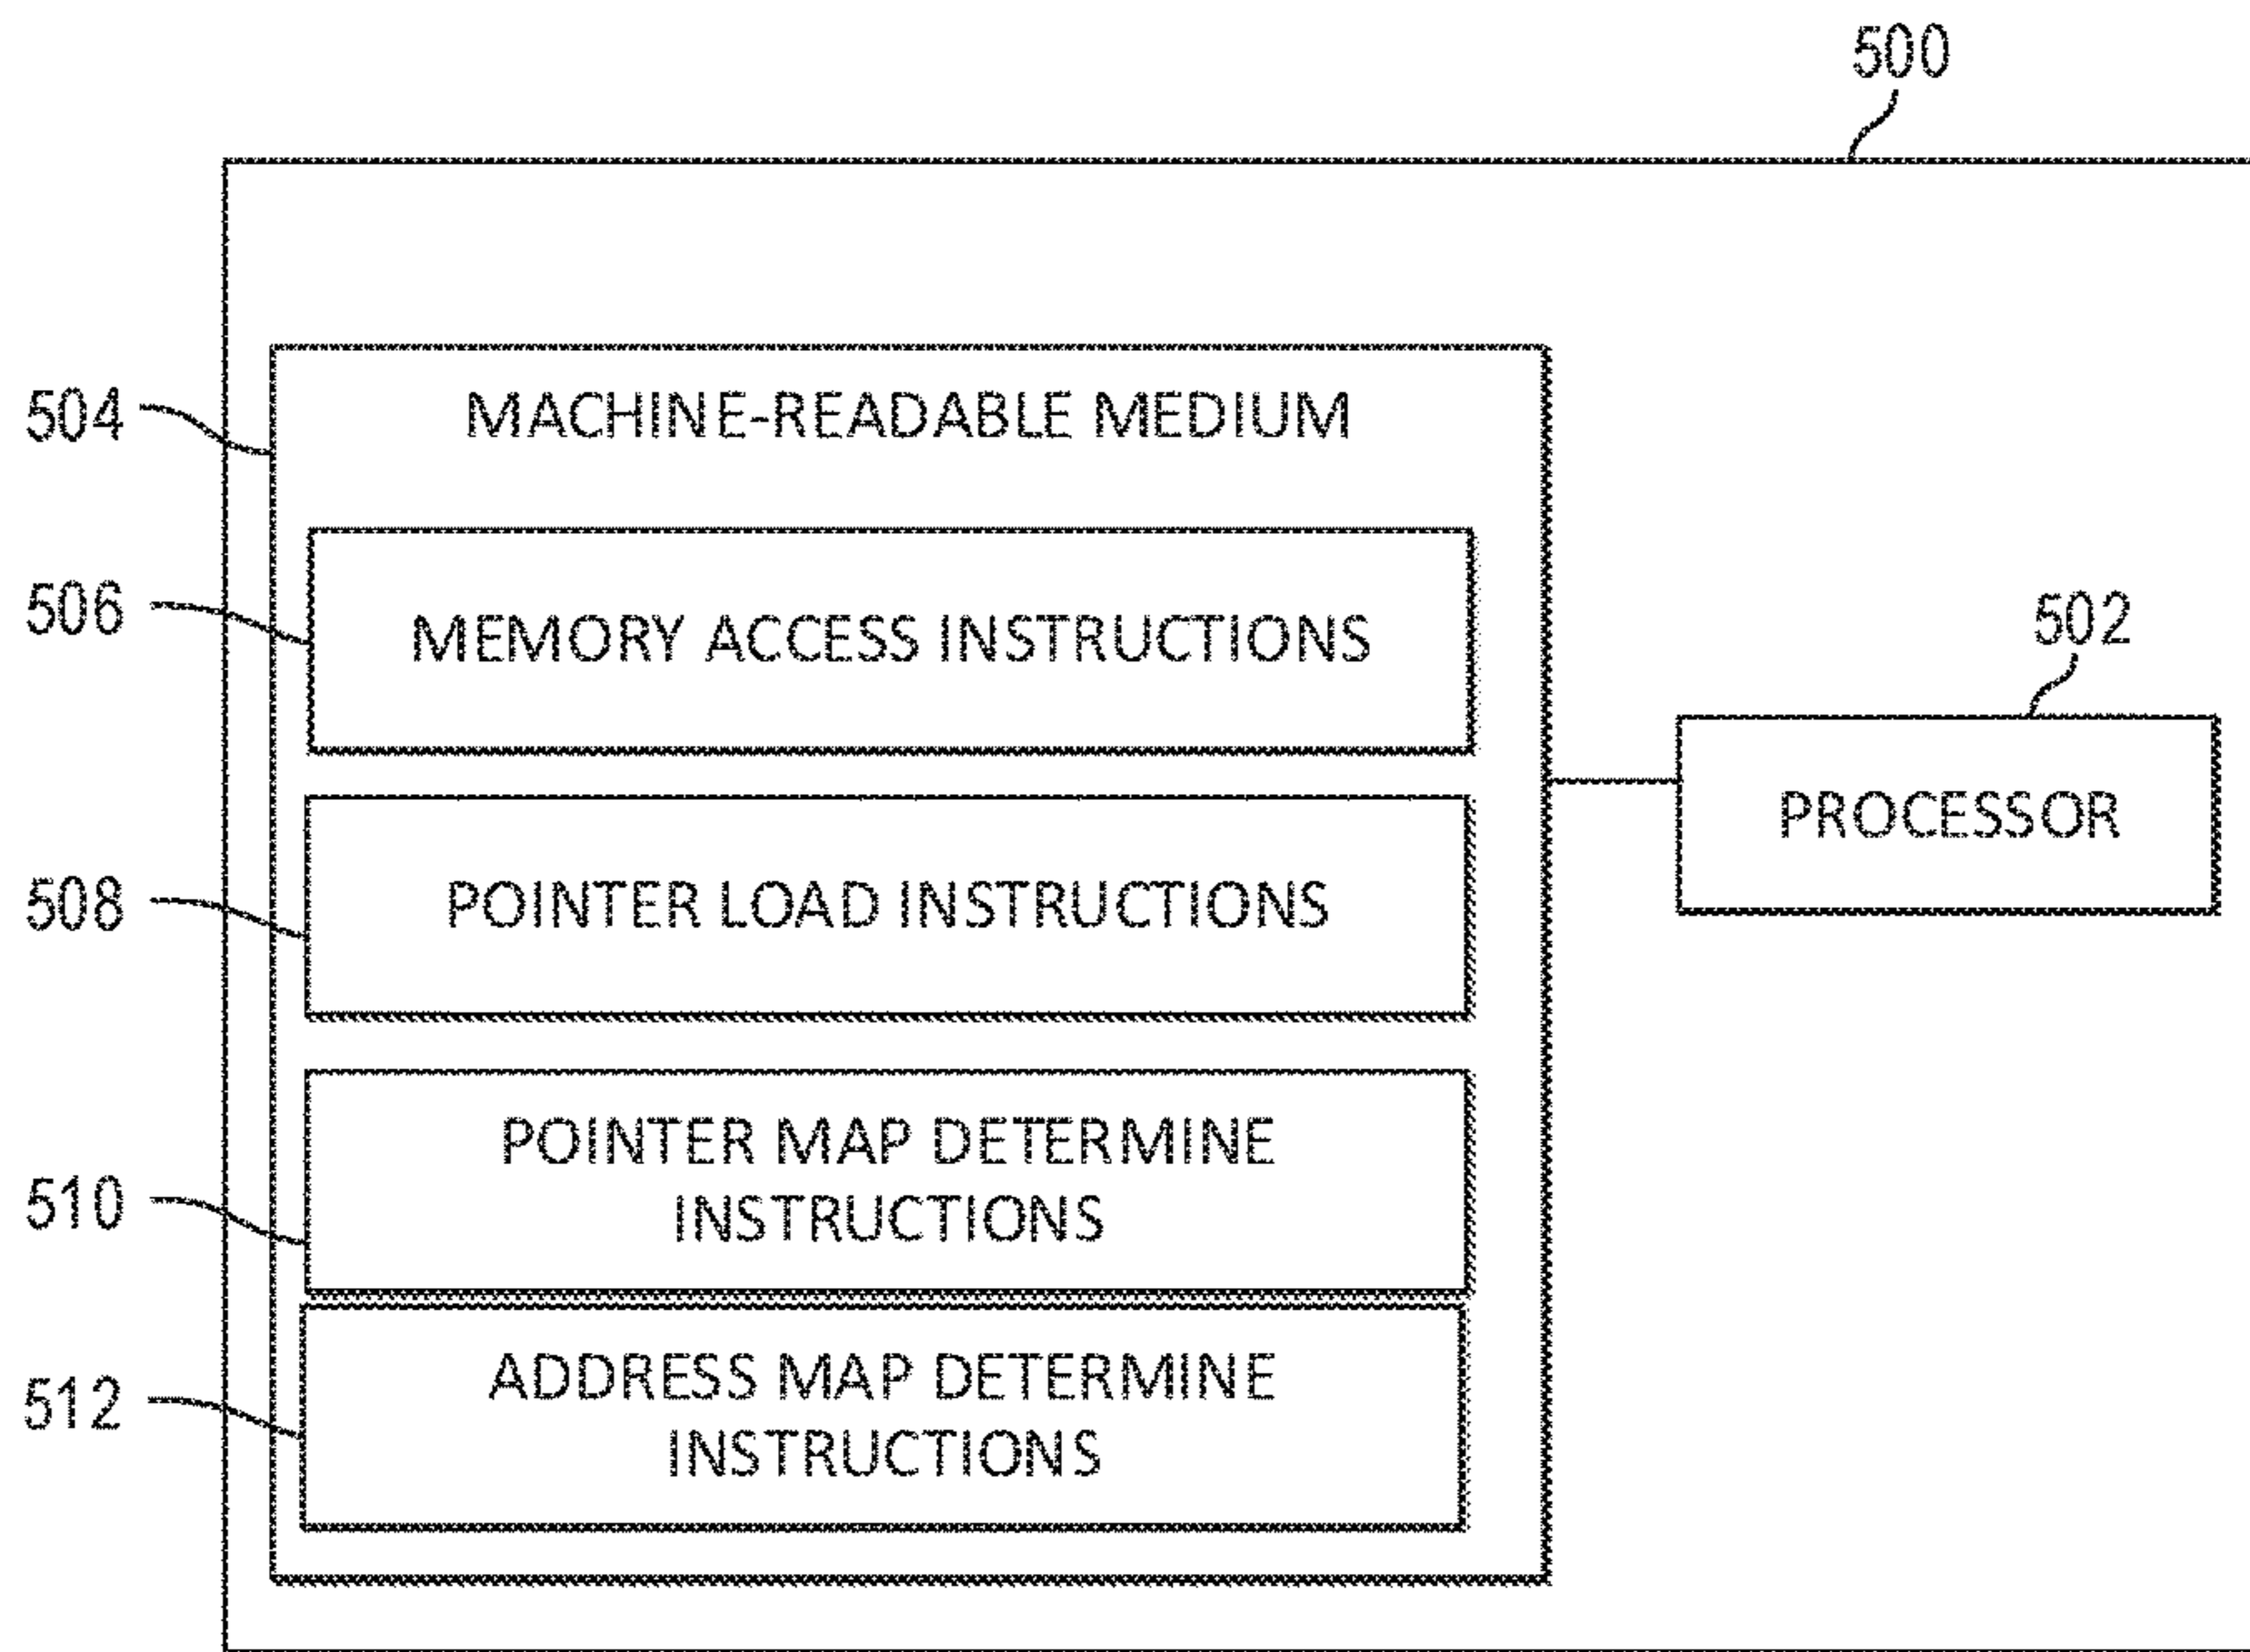 500
504
MACHINE-READABLE MEDIUM
506
MEMORY ACCESS INSTRUCTIONS
502
PROCESSOR
508
POINTER LOAD INSTRUCTIONS
510
POINTER MAP DETERMINE
INSTRUCTIONS
512
ADDRESS MAP DETERMINE
INSTRUCTIONS